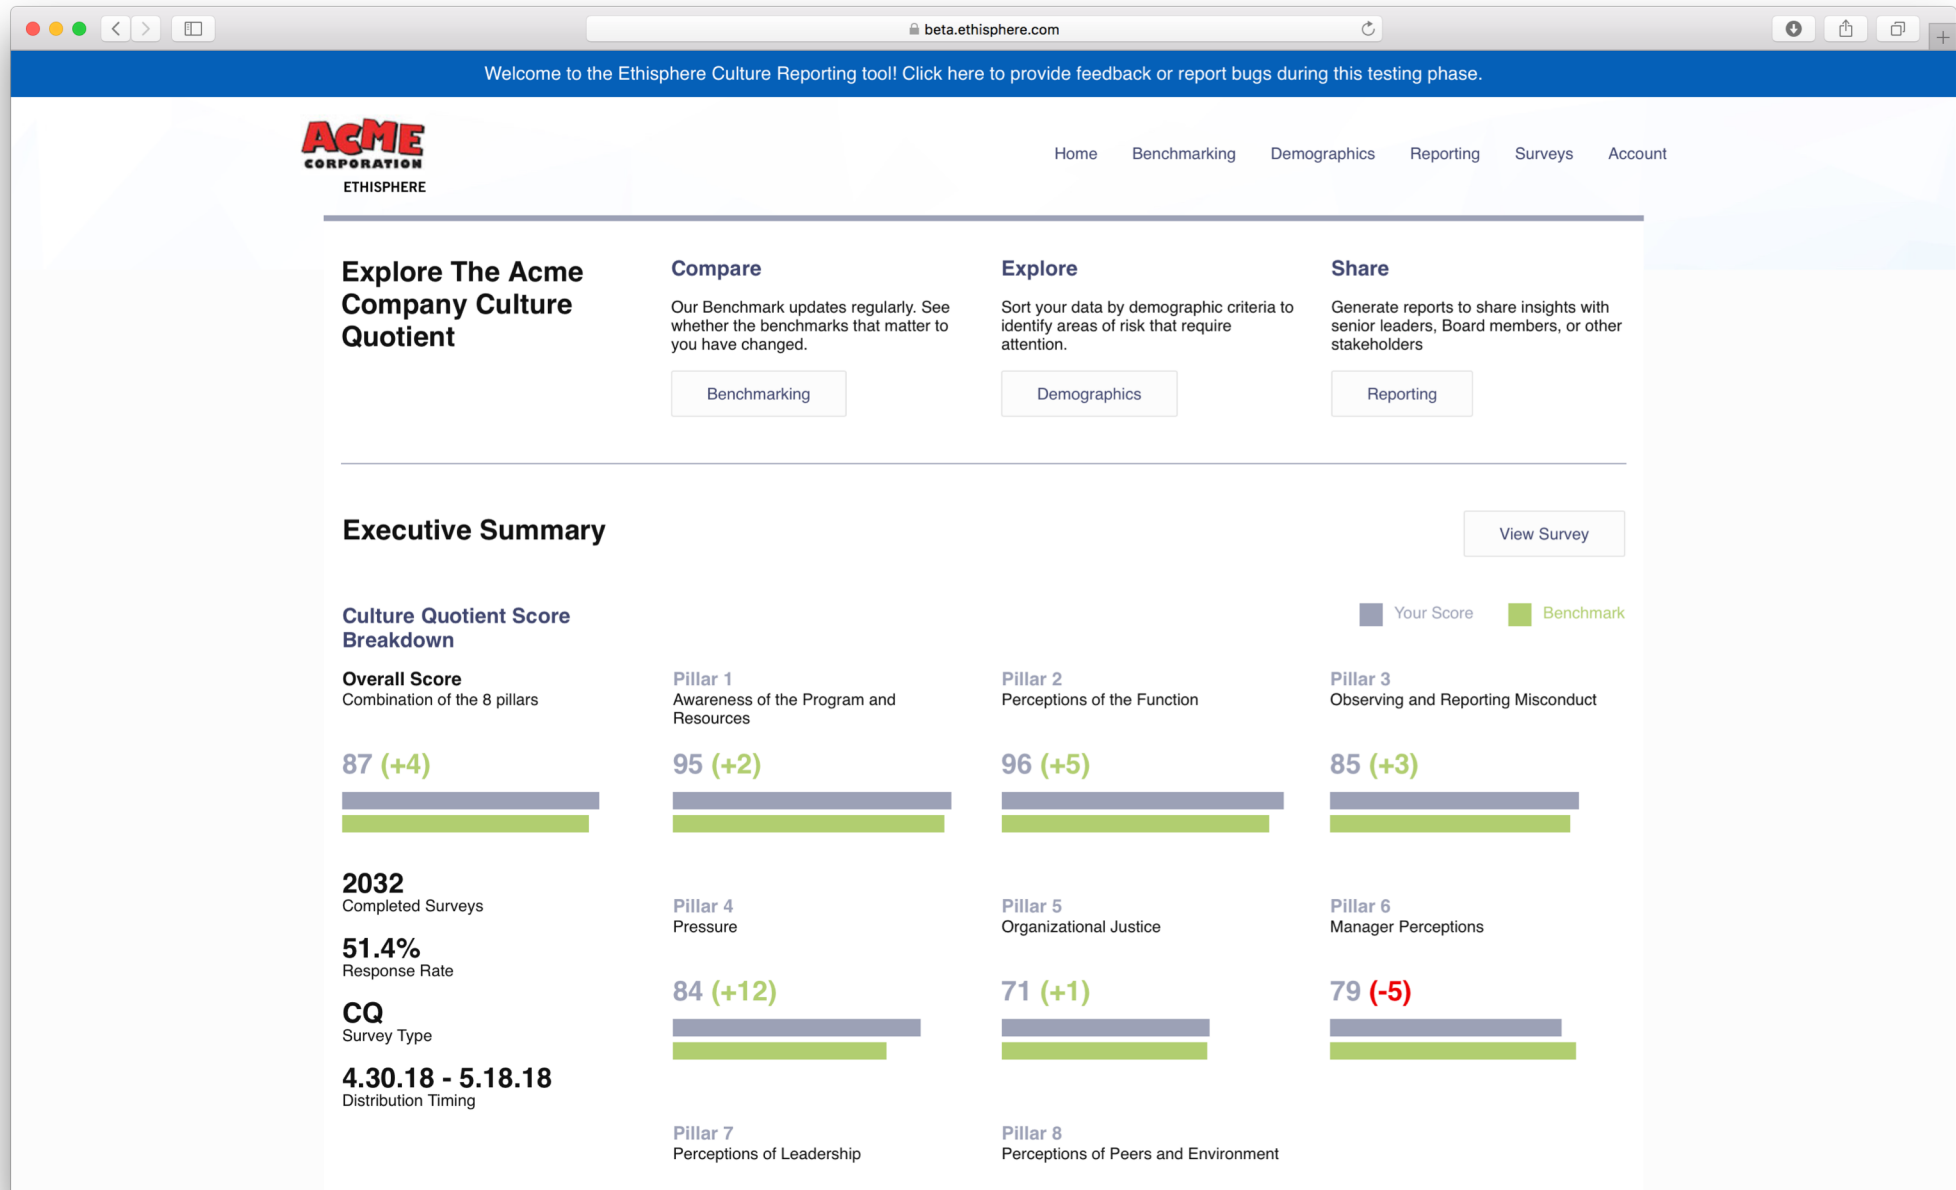 beta.ethisphere.com
Welcome to the Ethisphere Culture Reporting tool! Click here to provide feedback or report bugs during this testing phase.
ACME
CORPORATION
ETHISPHERE
Home Benchmarking Demographics Reporting Surveys Account
Explore The Acme
Company Culture
Quotient
Compare
Our Benchmark updates regularly. See
whether the benchmarks that matter to
you have changed.
Benchmarking
Explore
Sort your data by demographic criteria to
identify areas of risk that require
attention.
Demographics
Share
Generate reports to share insights with
senior leaders, Board members, or other
stakeholders
Reporting
Executive Summary
View Survey
Culture Quotient Score
Breakdown
Your Score Benchmark
Overall Score
Combination of the 8 pillars
87 (+4)
Pillar 1
Awareness of the Program and
Resources
95 (+2)
Pillar 2
Perceptions of the Function
96 (+5)
Pillar 3
Observing and Reporting Misconduct
85 (+3)
2032
Completed Surveys
51.4%
Response Rate
CQ
Survey Type
4.30.18 - 5.18.18
Distribution Timing
Pillar 4
Pressure
84 (+12)
Pillar 5
Organizational Justice
71 (+1)
Pillar 6
Manager Perceptions
79 (-5)
Pillar 7
Perceptions of Leadership
Pillar 8
Perceptions of Peers and Environment